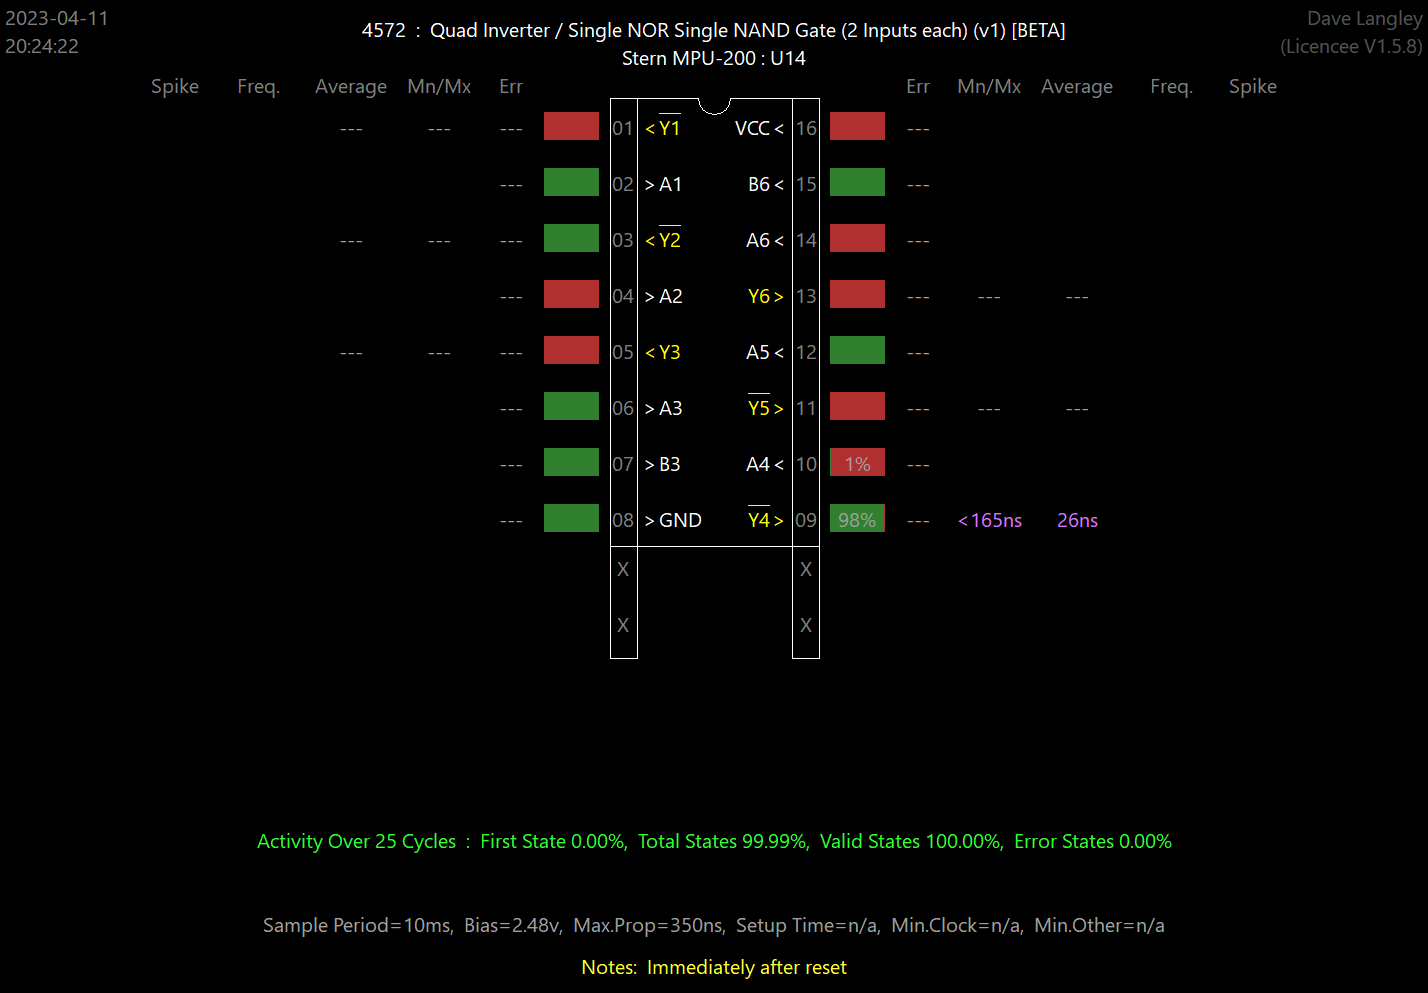 2023-04-11
20:24:22
4572 : Quad Inverter / Single NOR Single NAND Gate (2 Inputs each) (v1) [BETA]
Stern MPU-200 : U14
Dave Langley
(Licencee V1.5.8)
Spike Freq. Average Mn/Mx Err Err Mn/Mx Average Freq. Spike
--- --- --- 01 < Y1 VCC < 16 ---
--- 02 > A1 B6 < 15 ---
--- --- --- 03 < Y2 A6 < 14 ---
--- 04 > A2 Y6 > 13 --- --- ---
--- --- --- 05 < Y3 A5 < 12 ---
--- 06 > A3 Y5 > 11 --- --- ---
--- 07 > B3 A4 < 10 1% ---
--- 08 > GND Y4 > 09 98% --- <165ns 26ns
X X
X X
Activity Over 25 Cycles : First State 0.00%, Total States 99.99%, Valid States 100.00%, Error States 0.00%
Sample Period=10ms, Bias=2.48v, Max.Prop=350ns, Setup Time=n/a, Min.Clock=n/a, Min.Other=n/a
Notes: Immediately after reset